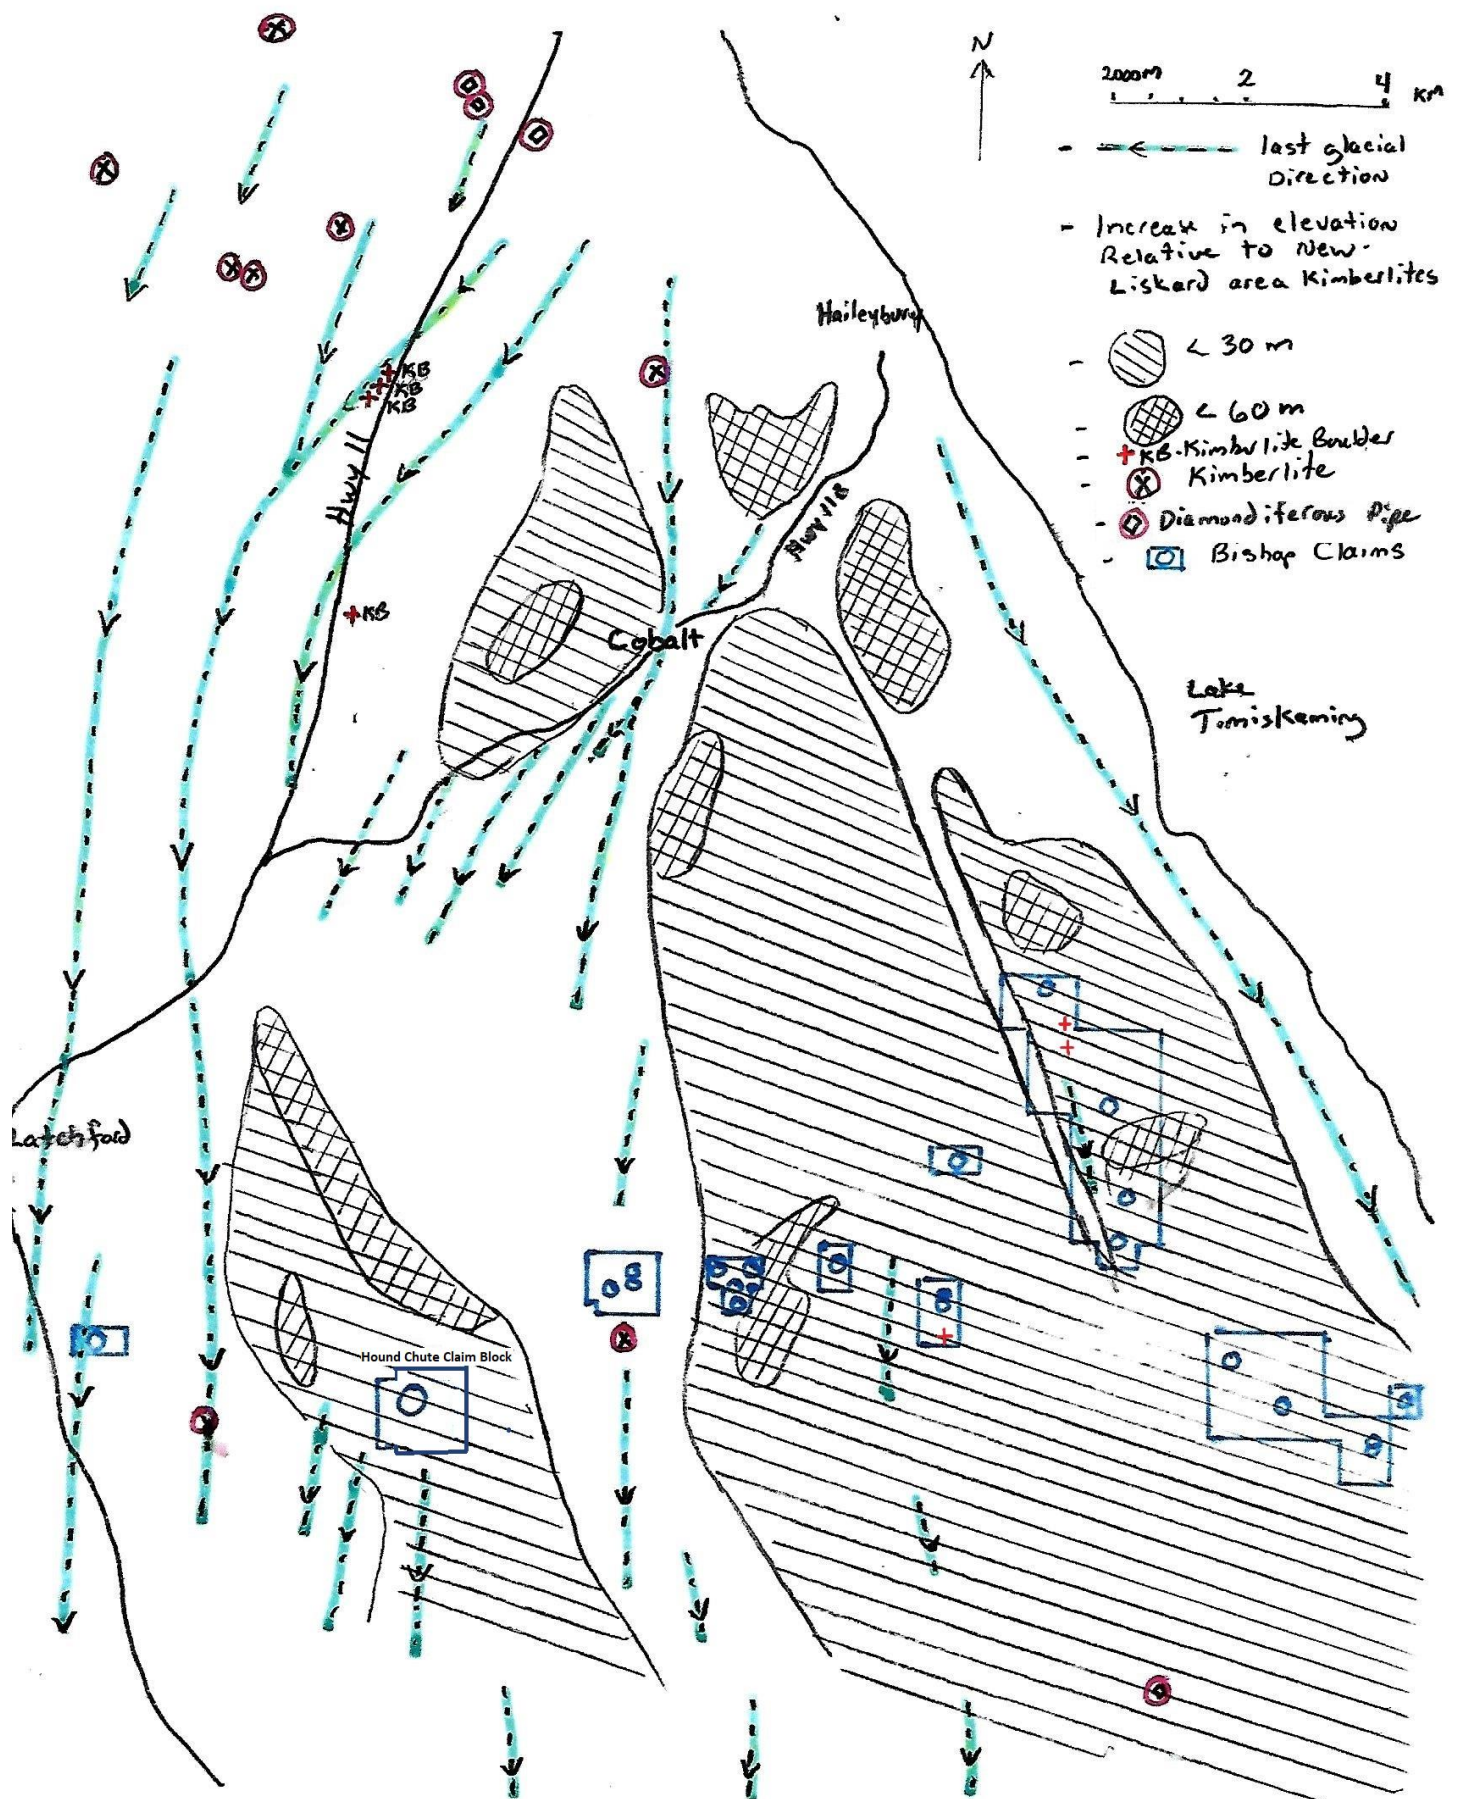 N
2000M 2 4 KM
last glacial
Direction
- Increase in elevation
Relative to New-
Liskard area Kimberlites
< 30 m
< 60 m
KB-Kimberlite Boulder
Kimberlite
Diamondiferous Pipe
Bishop Claims
Haileybury
KB
KB
KB
Hwy 11
Hwy 11B
KB
Cobalt
Lake
Timiskaming
Latchford
Hound Chute Claim Block